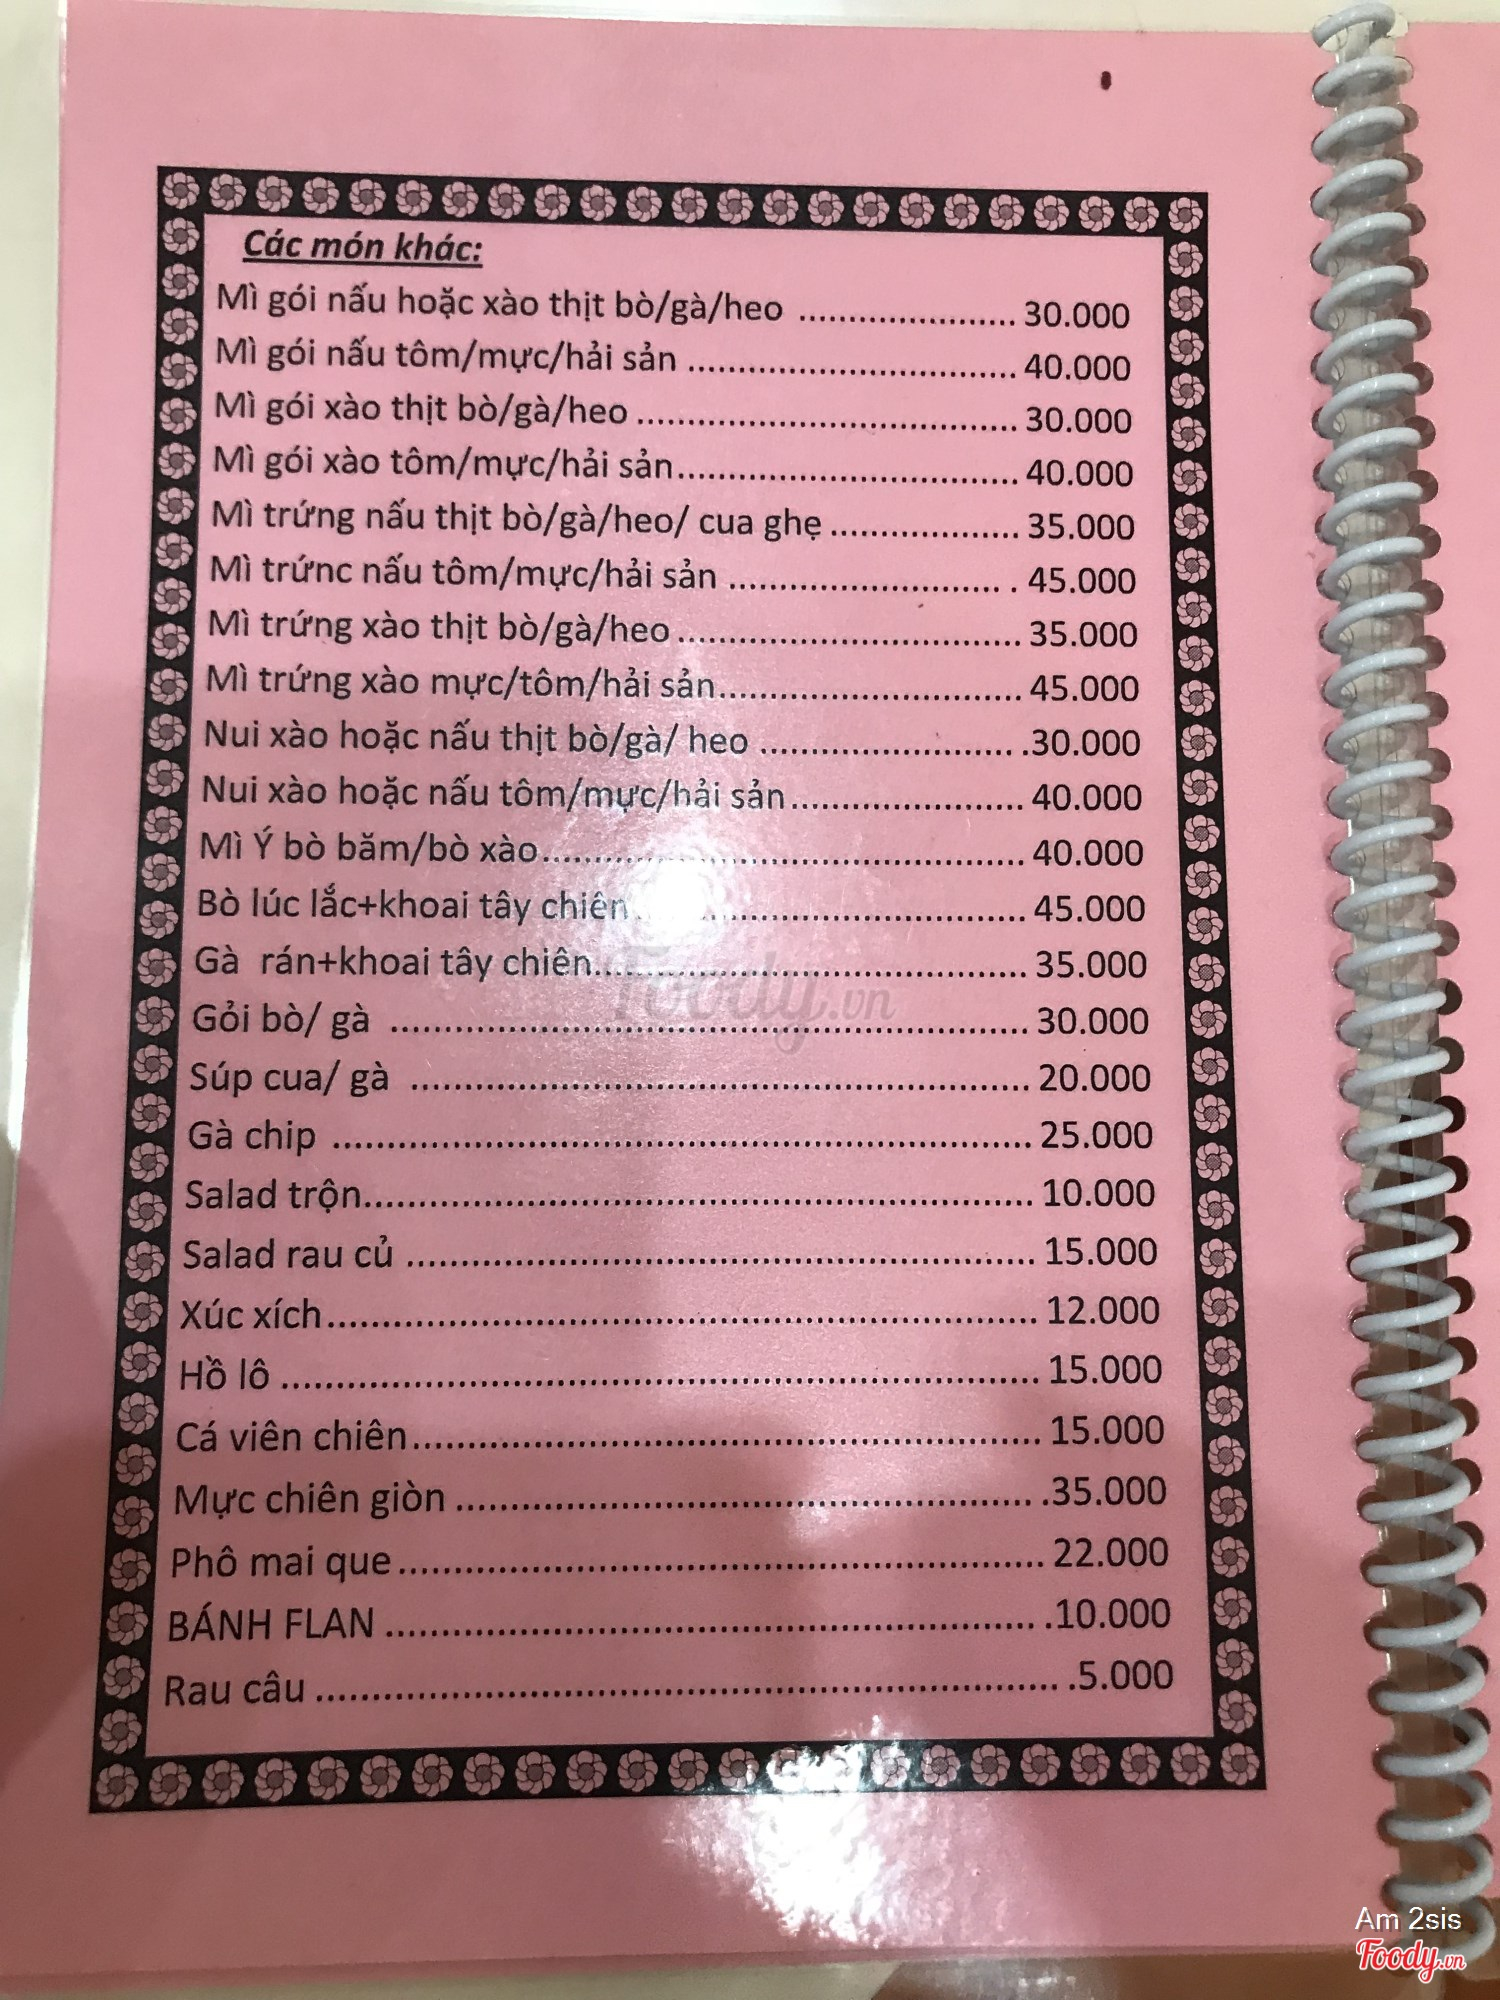 Các món khác:
Mì gói nấu hoặc xào thịt bò/gà/heo ...................... 30.000
Mì gói nấu tôm/mực/hải sản ................................. 40.000
Mì gói xào thịt bò/gà/heo ...................................... 30.000
Mì gói xào tôm/mực/hải sản.................................. 40.000
Mì trứng nấu thịt bò/gà/heo/ cua ghẹ ................... 35.000
Mì trứnc nấu tôm/mực/hải sản ........................... . 45.000
Mì trứng xào thịt bò/gà/heo .................................. 35.000
Mì trứng xào mực/tôm/hải sản.............................. 45.000
Nui xào hoặc nấu thịt bò/gà/ heo ......................... .30.000
Nui xào hoặc nấu tôm/mực/hải sản....................... 40.000
Mì Ý bò băm/bò xào............................................... 40.000
Bò lúc lắc+khoai tây chiên....................................... 45.000
Gà rán+khoai tây chiên........................................... 35.000
Gỏi bò/ gà ............................................................... 30.000
Súp cua/ gà ............................................................. 20.000
Gà chip .................................................................... 25.000
Salad trộn................................................................. 10.000
Salad rau củ ............................................................. 15.000
Xúc xích..................................................................... 12.000
Hồ lô ......................................................................... 15.000
Cá viên chiên............................................................. 15.000
Mực chiên giòn ........................................................ .35.000
Phô mai que............................................................... 22.000
BÁNH FLAN ............................................................... .10.000
Rau câu ...................................................................... .5.000
Foody.vn
Am 2sis
Foody.vn